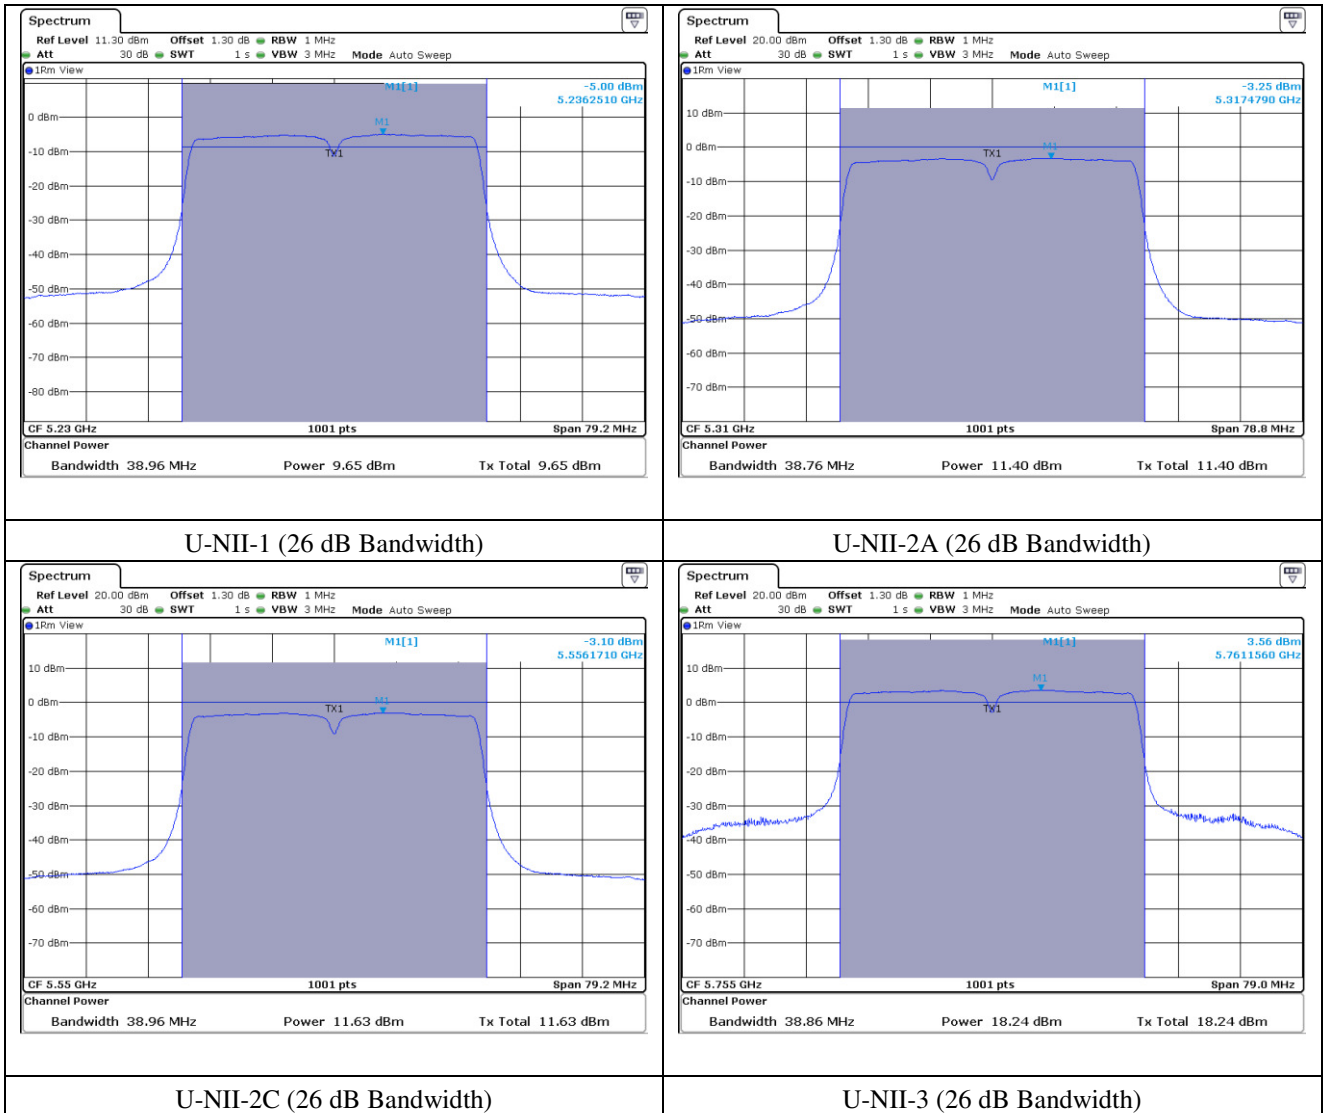 Spectrum
Ref Level 11.30 dBm Offset 1.30 dB RBW 1 MHz
Att 30 dB SWT 1 s VBW 3 MHz Mode Auto Sweep
1Rm View
M1[1] -5.00 dBm
5.2362510 GHz
0 dBm
M1
-10 dBm
TX1
-20 dBm
-30 dBm
-40 dBm
-50 dBm
-60 dBm
-70 dBm
-80 dBm
CF 5.23 GHz 1001 pts Span 79.2 MHz
Channel Power
Bandwidth 38.96 MHz Power 9.65 dBm Tx Total 9.65 dBm
U-NII-1 (26 dB Bandwidth)
Spectrum
Ref Level 20.00 dBm Offset 1.30 dB RBW 1 MHz
Att 30 dB SWT 1 s VBW 3 MHz Mode Auto Sweep
1Rm View
M1[1] -3.25 dBm
5.3174790 GHz
10 dBm
0 dBm
TX1 M1
-10 dBm
-20 dBm
-30 dBm
-40 dBm
-50 dBm
-60 dBm
-70 dBm
CF 5.31 GHz 1001 pts Span 78.8 MHz
Channel Power
Bandwidth 38.76 MHz Power 11.40 dBm Tx Total 11.40 dBm
U-NII-2A (26 dB Bandwidth)
Spectrum
Ref Level 20.00 dBm Offset 1.30 dB RBW 1 MHz
Att 30 dB SWT 1 s VBW 3 MHz Mode Auto Sweep
1Rm View
M1[1] -3.10 dBm
5.5561710 GHz
10 dBm
0 dBm
TX1 M1
-10 dBm
-20 dBm
-30 dBm
-40 dBm
-50 dBm
-60 dBm
-70 dBm
CF 5.55 GHz 1001 pts Span 79.2 MHz
Channel Power
Bandwidth 38.96 MHz Power 11.63 dBm Tx Total 11.63 dBm
U-NII-2C (26 dB Bandwidth)
Spectrum
Ref Level 20.00 dBm Offset 1.30 dB RBW 1 MHz
Att 30 dB SWT 1 s VBW 3 MHz Mode Auto Sweep
1Rm View
M1[1] 3.56 dBm
5.7611560 GHz
10 dBm
M1
0 dBm
TX1
-10 dBm
-20 dBm
-30 dBm
-40 dBm
-50 dBm
-60 dBm
-70 dBm
CF 5.755 GHz 1001 pts Span 79.0 MHz
Channel Power
Bandwidth 38.86 MHz Power 18.24 dBm Tx Total 18.24 dBm
U-NII-3 (26 dB Bandwidth)